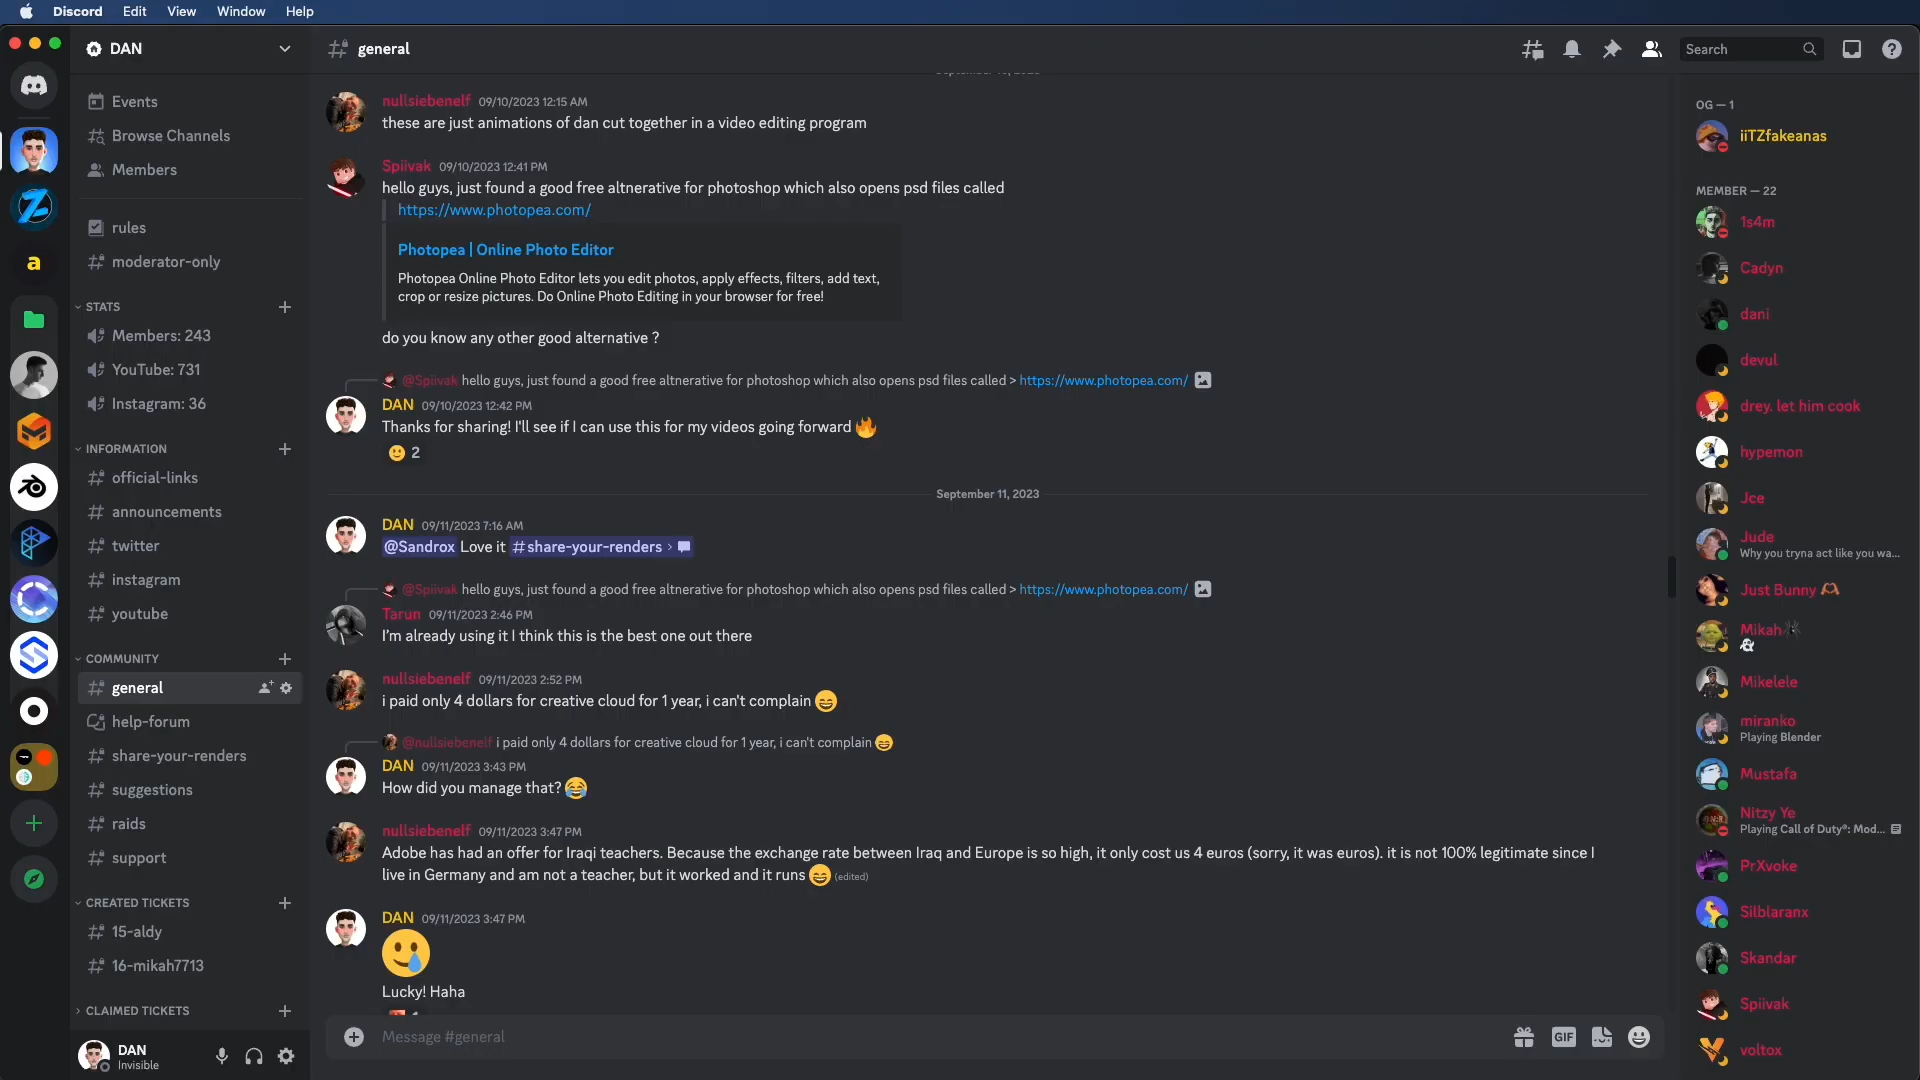 Discord Edit View Window Help
DAN
Events
Browse Channels
Members
rules
moderator-only
STATS
Members: 243
YouTube: 731
Instagram: 36
INFORMATION
official-links
announcements
twitter
instagram
youtube
COMMUNITY
general
help-forum
share-your-renders
suggestions
raids
support
CREATED TICKETS
15-aldy
16-mikah7713
CLAIMED TICKETS
DAN
Invisible
a
general
Search
nullsiebenelf 09/10/2023 12:15 AM
these are just animations of dan cut together in a video editing program
Spiivak 09/10/2023 12:41 PM
hello guys, just found a good free altnerative for photoshop which also opens psd files called
https://www.photopea.com/
Photopea | Online Photo Editor
Photopea Online Photo Editor lets you edit photos, apply effects, filters, add text,
crop or resize pictures. Do Online Photo Editing in your browser for free!
do you know any other good alternative ?
@Spiivak hello guys, just found a good free altnerative for photoshop which also opens psd files called > https://www.photopea.com/
DAN 09/10/2023 12:42 PM
Thanks for sharing! I'll see if I can use this for my videos going forward 🔥
🙂 2
September 11, 2023
DAN 09/11/2023 7:16 AM
@Sandrox Love it #share-your-renders ›
@Spiivak hello guys, just found a good free altnerative for photoshop which also opens psd files called > https://www.photopea.com/
Tarun 09/11/2023 2:46 PM
I'm already using it I think this is the best one out there
nullsiebenelf 09/11/2023 2:52 PM
i paid only 4 dollars for creative cloud for 1 year, i can't complain 😄
@nullsiebenelf i paid only 4 dollars for creative cloud for 1 year, i can't complain 😄
DAN 09/11/2023 3:43 PM
How did you manage that? 😂
nullsiebenelf 09/11/2023 3:47 PM
Adobe has had an offer for Iraqi teachers. Because the exchange rate between Iraq and Europe is so high, it only cost us 4 euros (sorry, it was euros). it is not 100% legitimate since I
live in Germany and am not a teacher, but it worked and it runs 😄 (edited)
DAN 09/11/2023 3:47 PM
🥲
Lucky! Haha
Message #general
GIF
OG — 1
iiTZfakeanas
MEMBER — 22
1s4m
Cadyn
dani
devul
drey. let him cook
hypemon
Jce
Jude
Why you tryna act like you wa...
Just Bunny
Mikah
Mikelele
miranko
Playing Blender
Mustafa
Nitzy Ye
Playing Call of Duty®: Mod...
PrXvoke
Silblaranx
Skandar
Spiivak
voltox